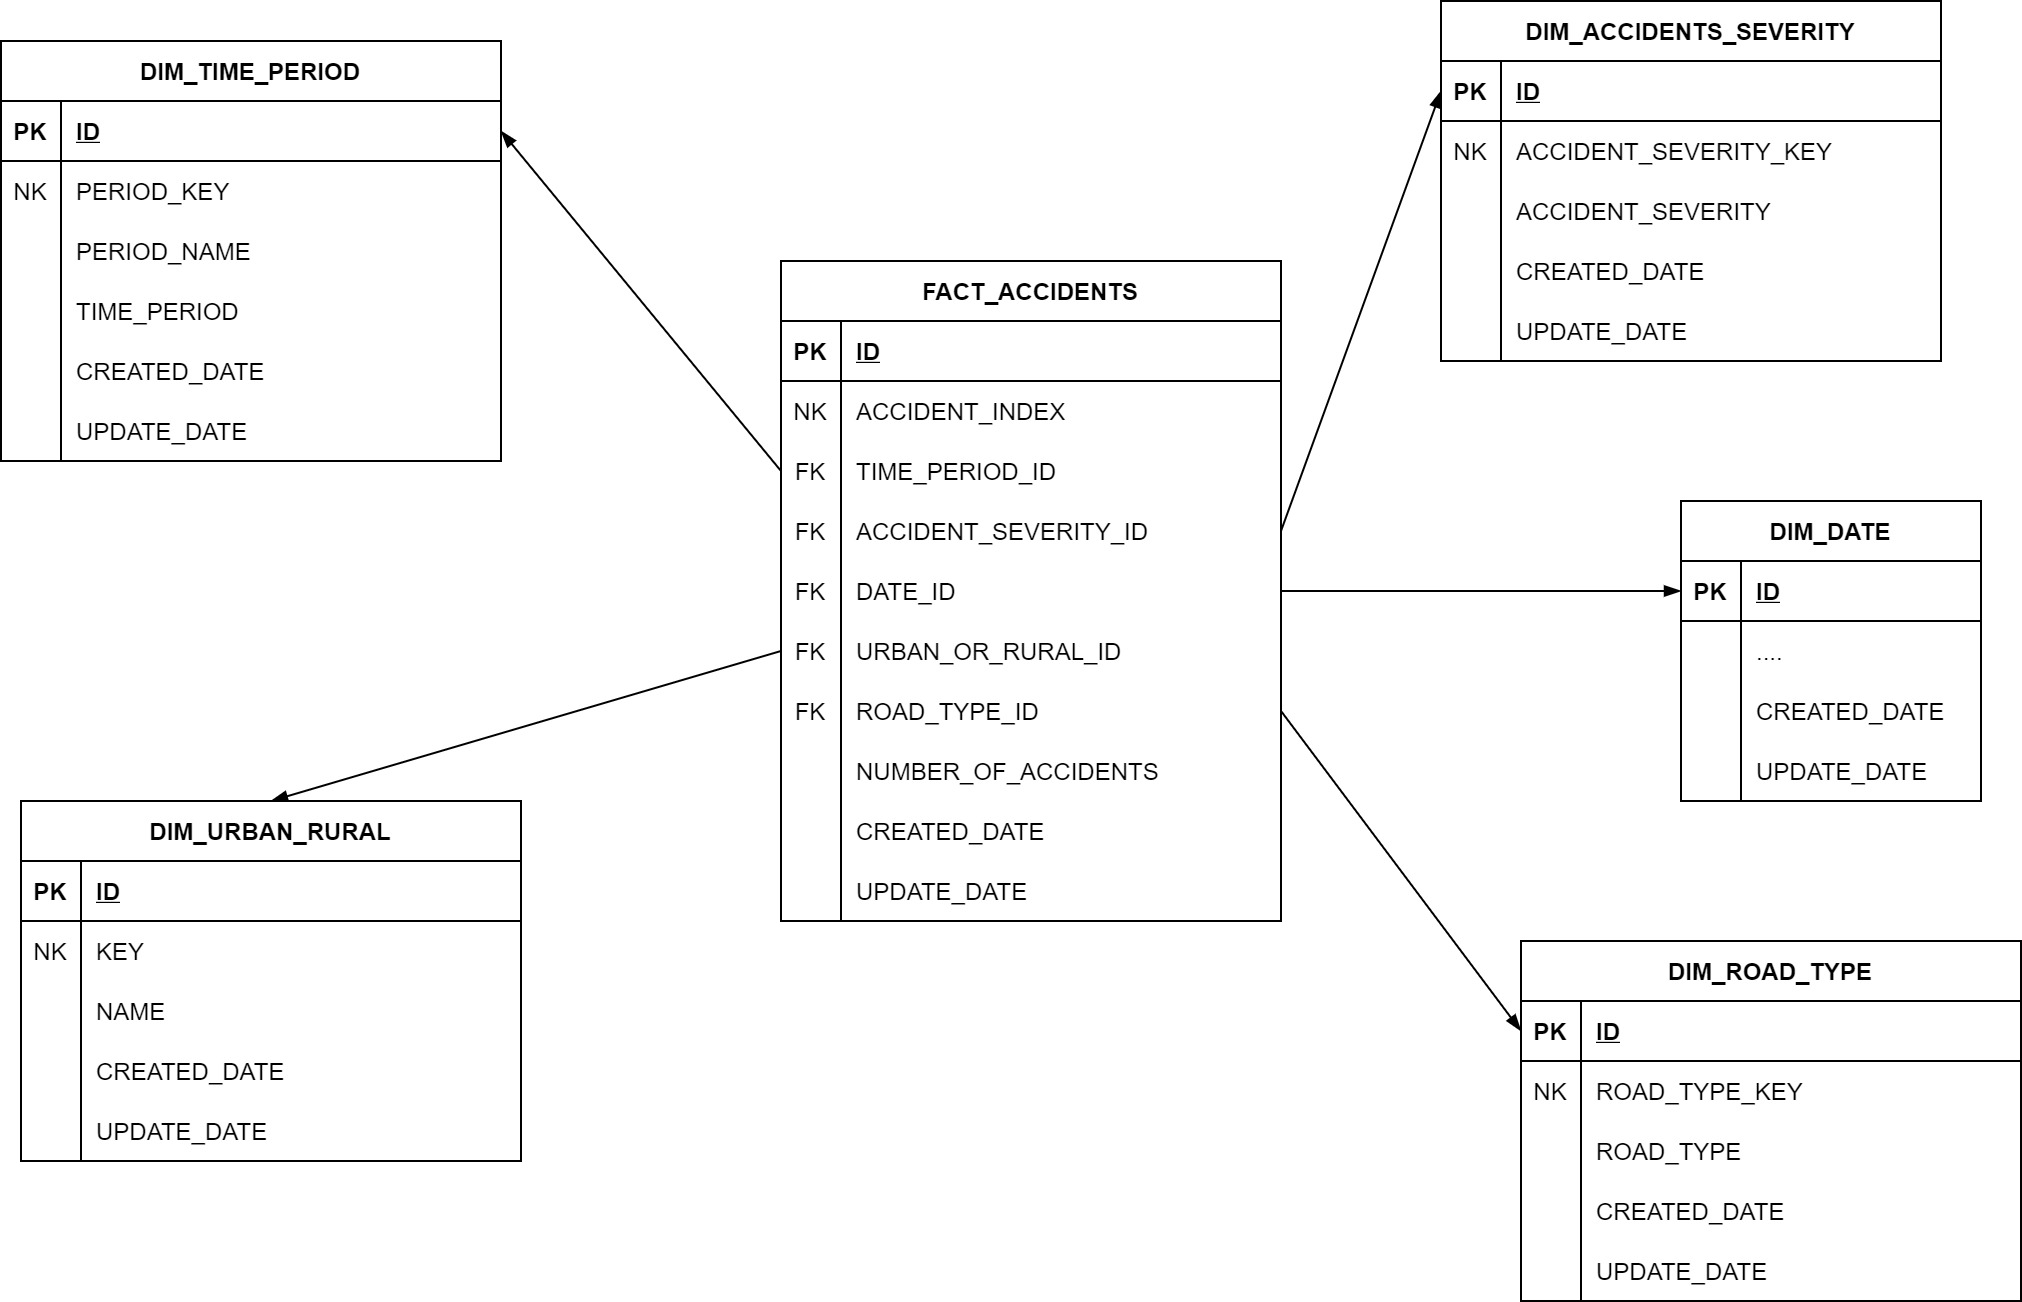 DIM_TIME_PERIOD
PK ID
NK PERIOD_KEY
PERIOD_NAME
TIME_PERIOD
CREATED_DATE
UPDATE_DATE
DIM_ACCIDENTS_SEVERITY
PK ID
NK ACCIDENT_SEVERITY_KEY
ACCIDENT_SEVERITY
CREATED_DATE
UPDATE_DATE
FACT_ACCIDENTS
PK ID
NK ACCIDENT_INDEX
FK TIME_PERIOD_ID
FK ACCIDENT_SEVERITY_ID
FK DATE_ID
FK URBAN_OR_RURAL_ID
FK ROAD_TYPE_ID
NUMBER_OF_ACCIDENTS
CREATED_DATE
UPDATE_DATE
DIM_DATE
PK ID
....
CREATED_DATE
UPDATE_DATE
DIM_URBAN_RURAL
PK ID
NK KEY
NAME
CREATED_DATE
UPDATE_DATE
DIM_ROAD_TYPE
PK ID
NK ROAD_TYPE_KEY
ROAD_TYPE
CREATED_DATE
UPDATE_DATE